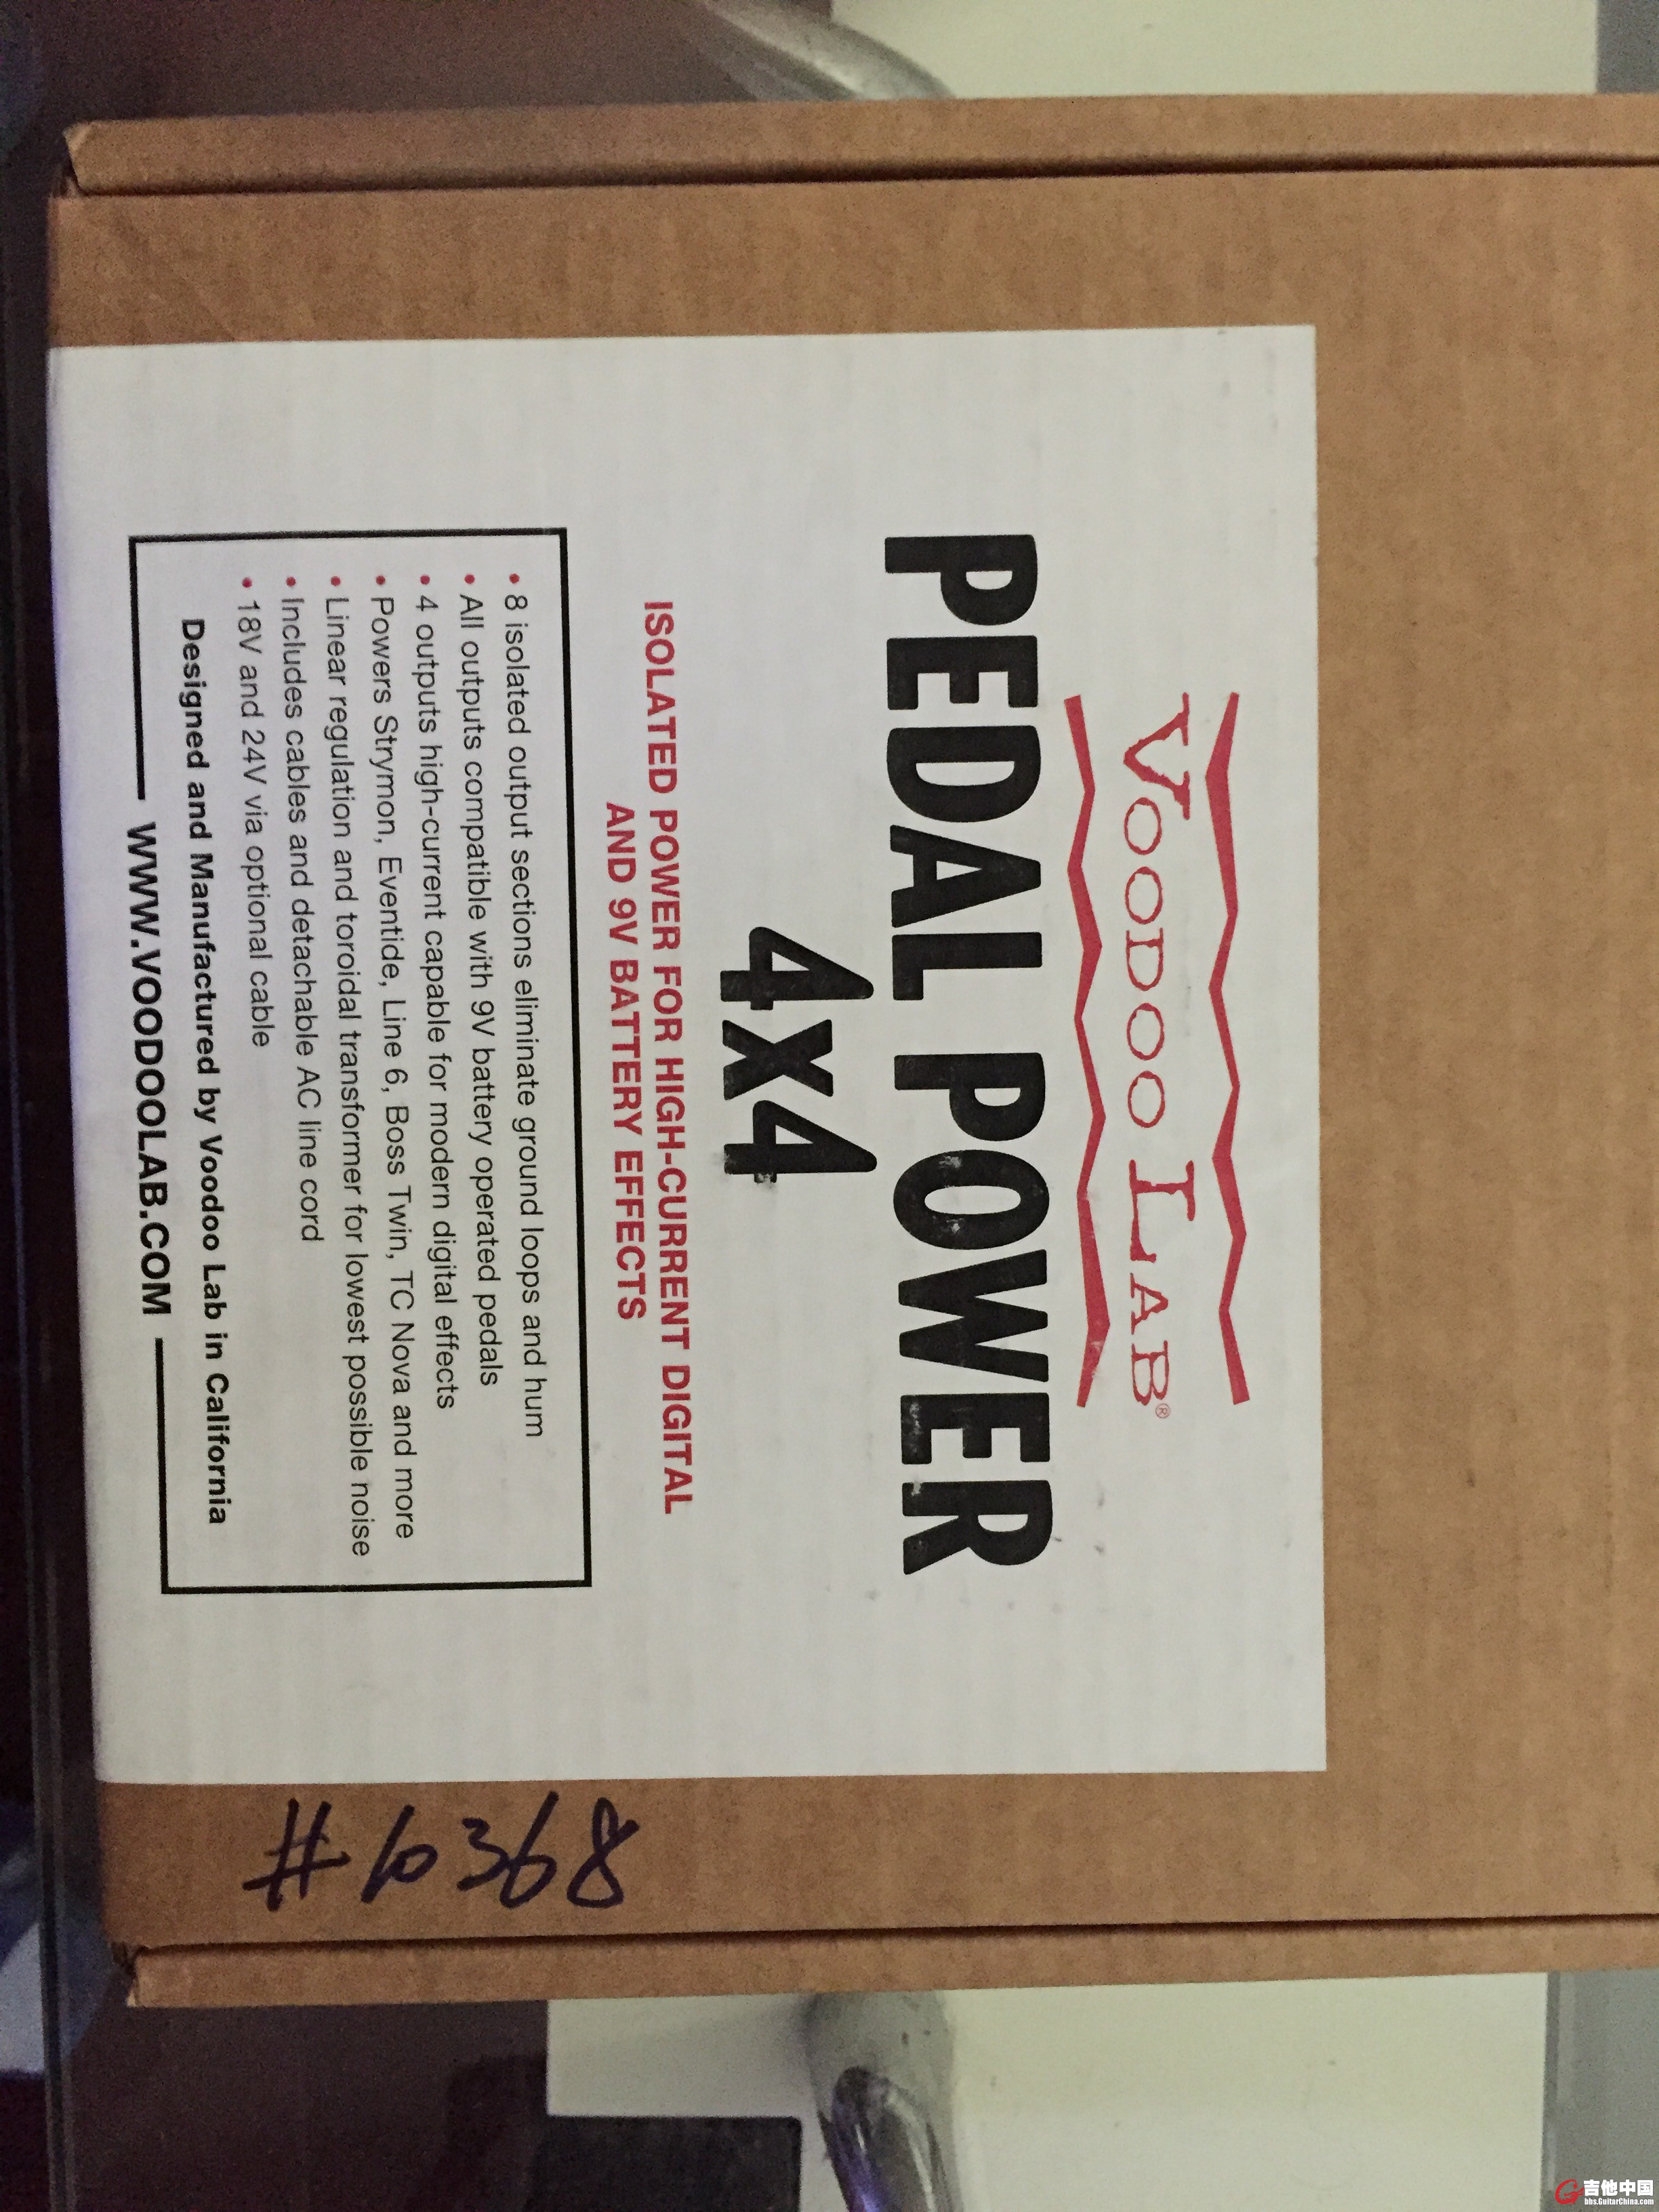 VOODOO LAB®
PEDAL POWER
4x4
ISOLATED POWER FOR HIGH-CURRENT DIGITAL
AND 9V BATTERY EFFECTS
• 8 isolated output sections eliminate ground loops and hum
• All outputs compatible with 9V battery operated pedals
• 4 outputs high-current capable for modern digital effects
• Powers Strymon, Eventide, Line 6, Boss Twin, TC Nova and more
• Linear regulation and toroidal transformer for lowest possible noise
• Includes cables and detachable AC line cord
• 18V and 24V via optional cable
Designed and Manufactured by Voodoo Lab in California
WWW.VOODOOLAB.COM
#6368
吉他中国
bbs.GuitarChina.com